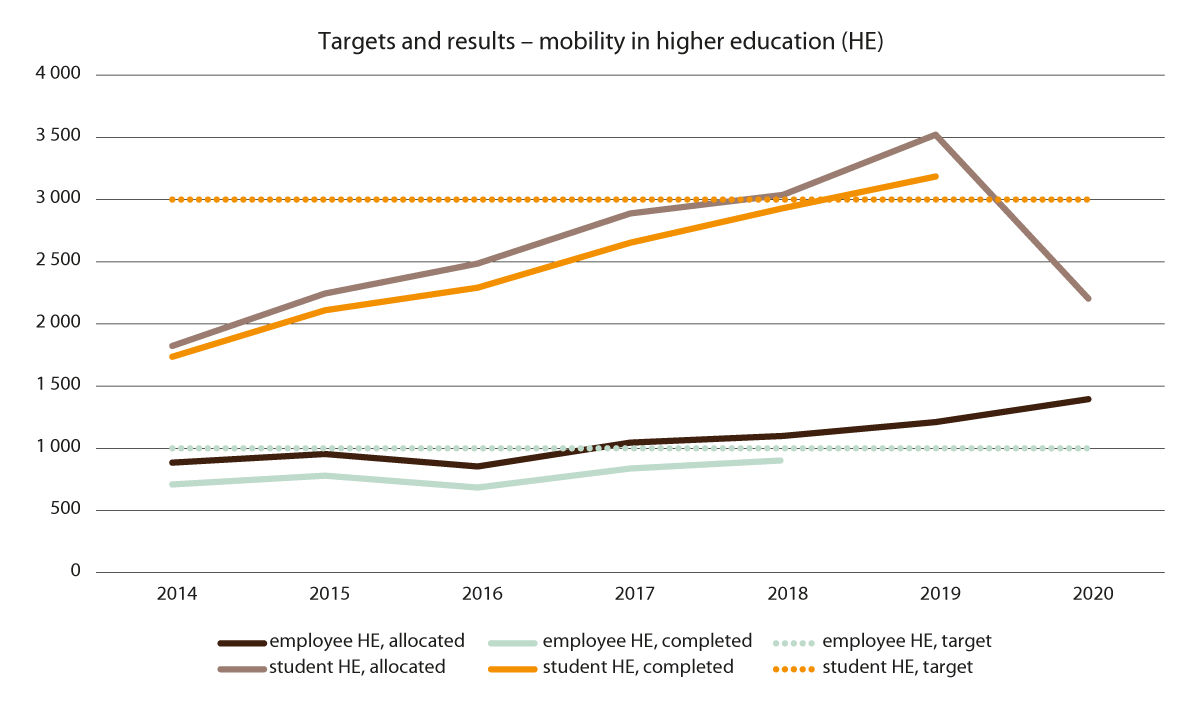 Targets and results – mobility in higher education (HE)
4 000
3 500
3 000
2 500
2 000
1 500
1 000
500
0
2014 2015 2016 2017 2018 2019 2020
employee HE, allocated employee HE, completed employee HE, target
student HE, allocated student HE, completed student HE, target